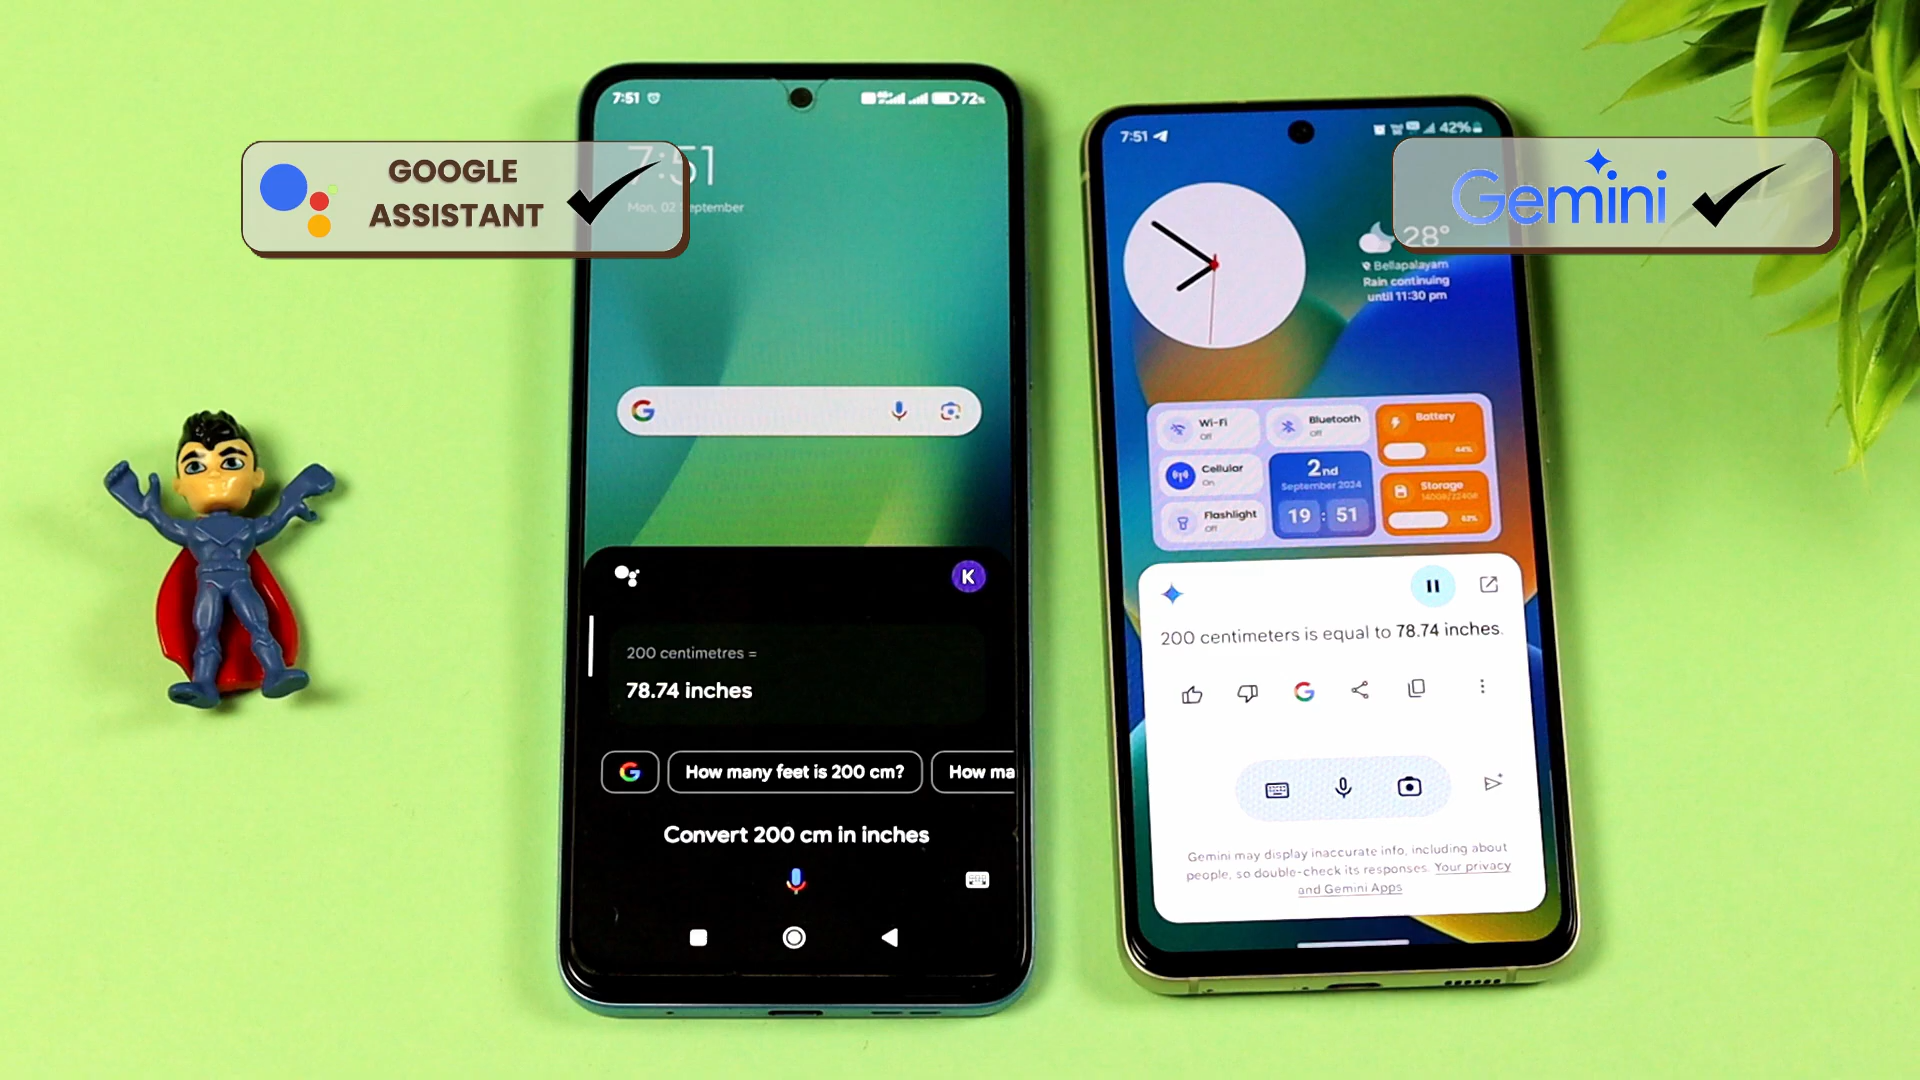 GOOGLE
ASSISTANT
7:51
72%
7:51
Mon, 02 September
200 centimetres =
78.74 inches
K
How many feet is 200 cm?
How ma
Convert 200 cm in inches
Gemini
7:51
42%
28°
Bellapalayam
Rain continuing
until 11:30 pm
Wi-Fi
Off
Bluetooth
Off
Battery
44%
Cellular
On
2nd
September 2024
19 : 51
Storage
Flashlight
Off
62%
200 centimeters is equal to 78.74 inches.
Gemini may display inaccurate info, including about
people, so double-check its responses. Your privacy
and Gemini Apps